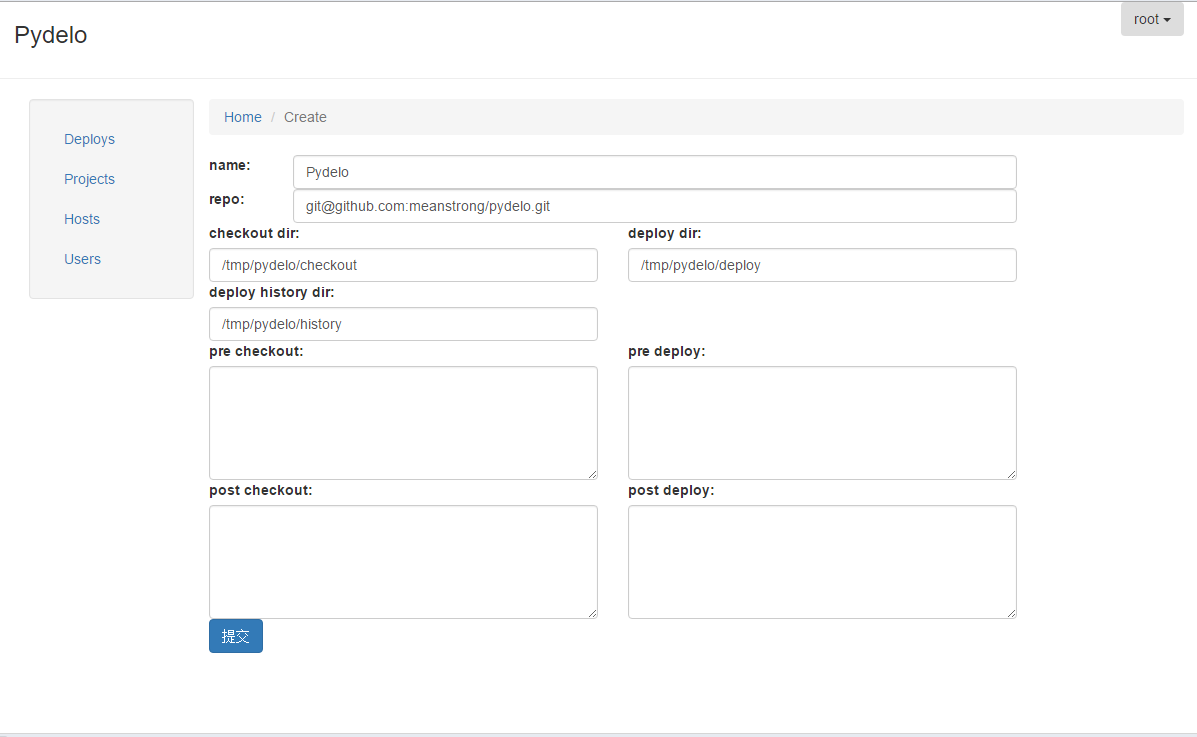 Pydelo
root
Deploys
Projects
Hosts
Users
Home / Create
name: Pydelo
repo: git@github.com:meanstrong/pydelo.git
checkout dir: deploy dir:
/tmp/pydelo/checkout /tmp/pydelo/deploy
deploy history dir:
/tmp/pydelo/history
pre checkout: pre deploy:
post checkout: post deploy:
提交